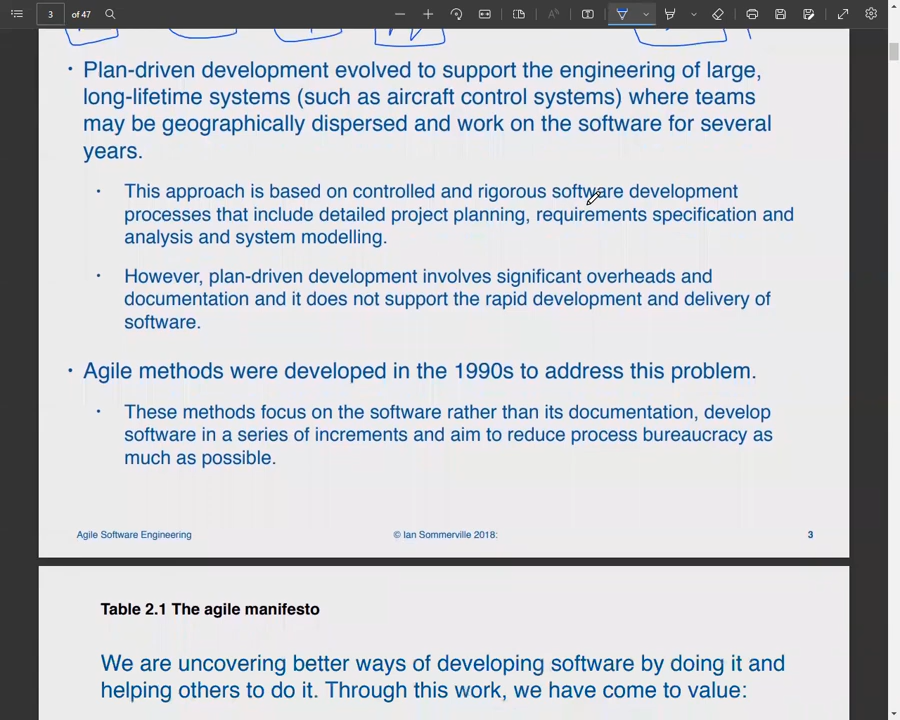 3 of 47
• Plan-driven development evolved to support the engineering of large,
long-lifetime systems (such as aircraft control systems) where teams
may be geographically dispersed and work on the software for several
years.
• This approach is based on controlled and rigorous software development
processes that include detailed project planning, requirements specification and
analysis and system modelling.
• However, plan-driven development involves significant overheads and
documentation and it does not support the rapid development and delivery of
software.
• Agile methods were developed in the 1990s to address this problem.
• These methods focus on the software rather than its documentation, develop
software in a series of increments and aim to reduce process bureaucracy as
much as possible.
Agile Software Engineering © Ian Sommerville 2018: 3
Table 2.1 The agile manifesto
We are uncovering better ways of developing software by doing it and
helping others to do it. Through this work, we have come to value: